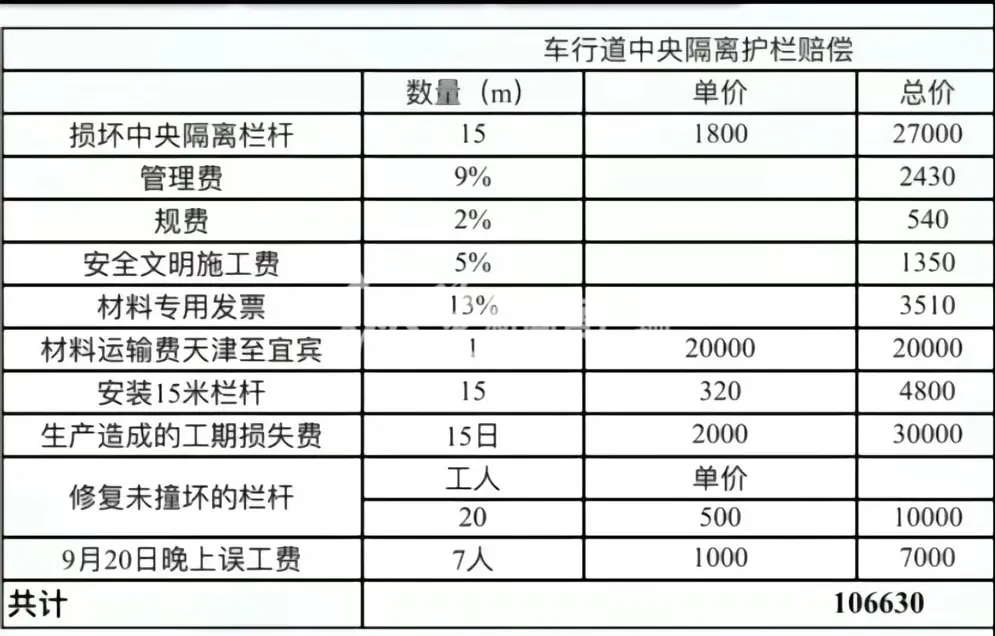 车行道中央隔离护栏赔偿
数量（m） 单价 总价
损坏中央隔离栏杆 15 1800 27000
管理费 9% 2430
规费 2% 540
安全文明施工费 5% 1350
材料专用发票 13% 3510
材料运输费天津至宜宾 1 20000 20000
安装15米栏杆 15 320 4800
生产造成的工期损失费 15日 2000 30000
修复未撞坏的栏杆 工人 单价
20 500 10000
9月20日晚上误工费 7人 1000 7000
共计 106630